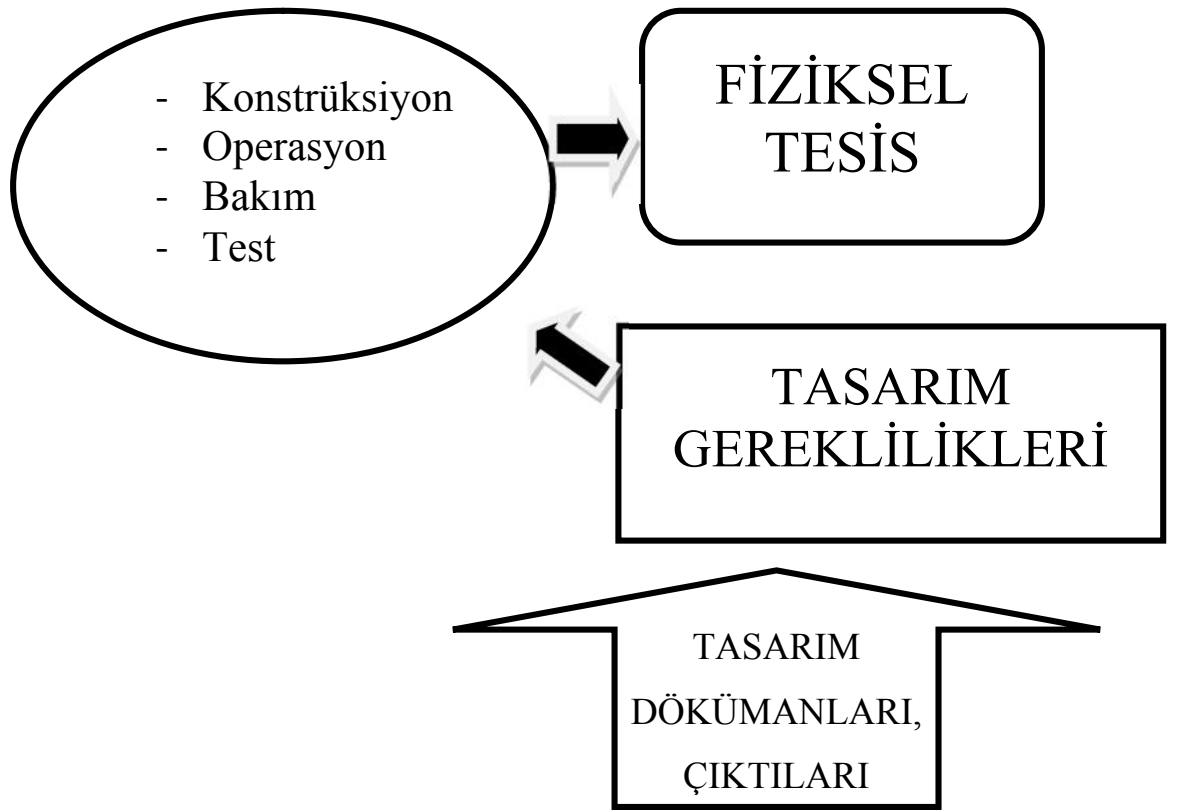 - Konstrüksiyon
- Operasyon
- Bakım
- Test
FİZİKSEL
TESİS
TASARIM
GEREKLİLİKLERİ
TASARIM
DÖKÜMANLARI,
ÇIKTILARI